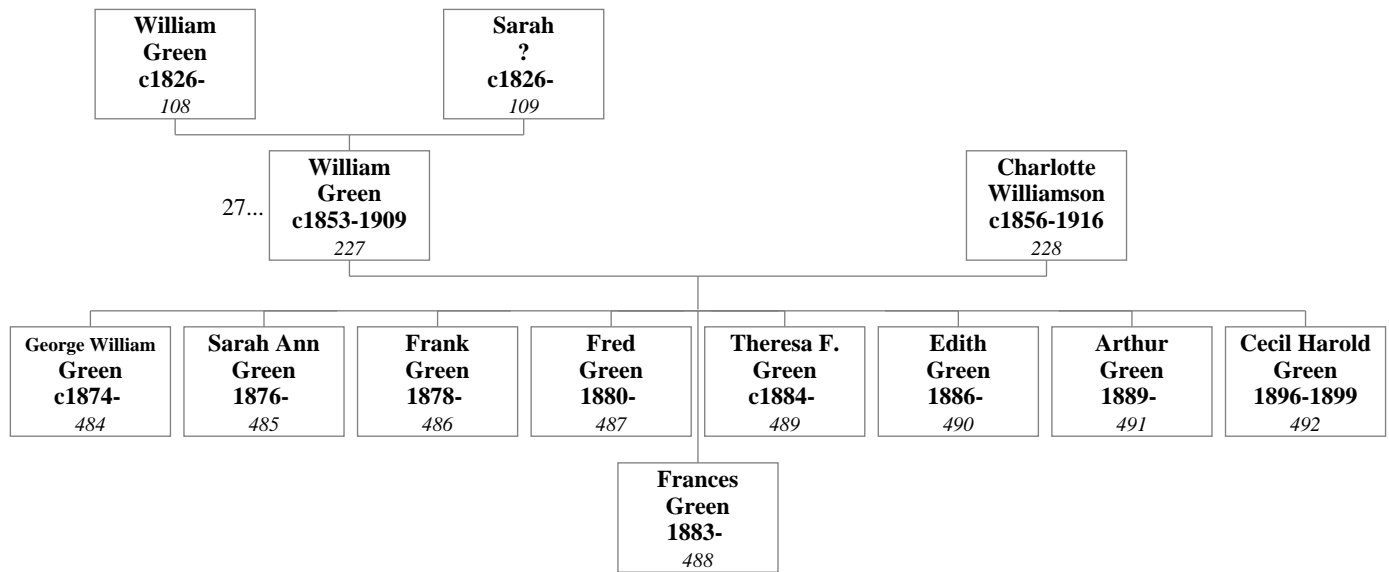 William
Green
c1826-
108
Sarah
?
c1826-
109
27...
William
Green
c1853-1909
227
Charlotte
Williamson
c1856-1916
228
George William
Green
c1874-
484
Sarah Ann
Green
1876-
485
Frank
Green
1878-
486
Fred
Green
1880-
487
Theresa F.
Green
c1884-
489
Edith
Green
1886-
490
Arthur
Green
1889-
491
Cecil Harold
Green
1896-1899
492
Frances
Green
1883-
488